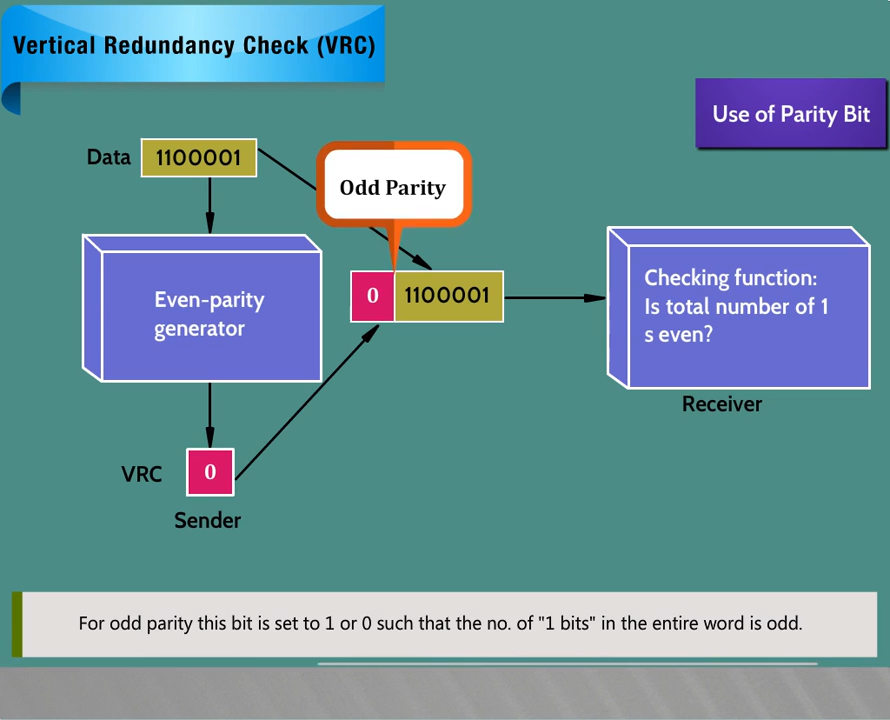 Vertical Redundancy Check (VRC)
Use of Parity Bit
Data 1100001
Odd Parity
Even-parity
generator
0 1100001
Checking function:
Is total number of 1
s even?
Receiver
VRC 0
Sender
For odd parity this bit is set to 1 or 0 such that the no. of "1 bits" in the entire word is odd.